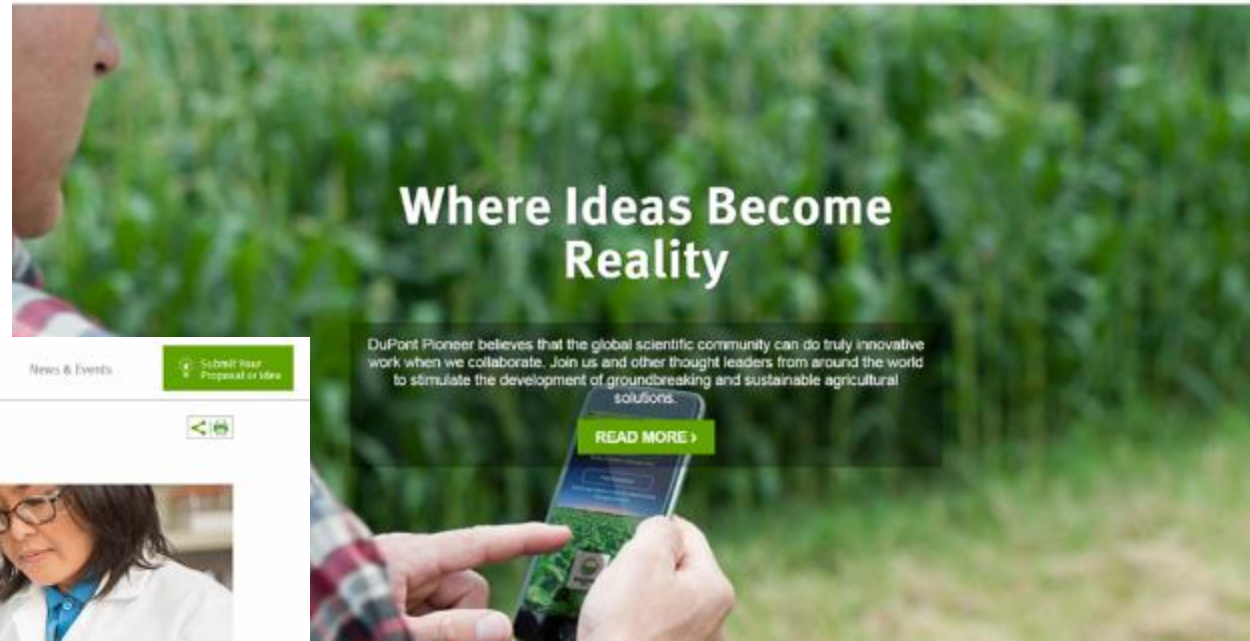 Where Ideas Become
Reality
DuPont Pioneer believes that the global scientific community can do truly innovative
work when we collaborate. Join us and other thought leaders from around the world
to stimulate the development of groundbreaking and sustainable agricultural
solutions.
READ MORE ›
News & Events
Submit Your
Proposal or Idea